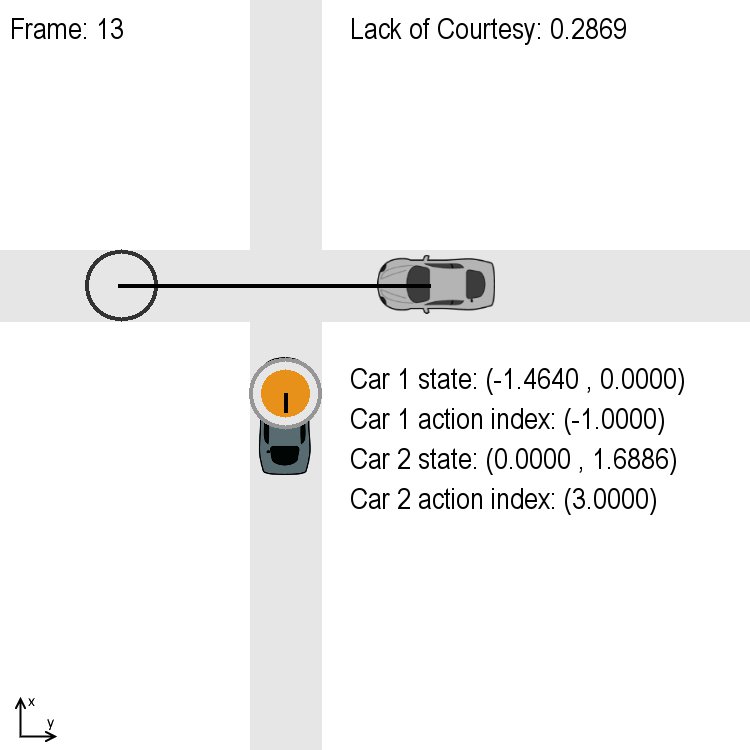 Frame: 13
Lack of Courtesy: 0.2869
Car 1 state: (-1.4640 , 0.0000)
Car 1 action index: (-1.0000)
Car 2 state: (0.0000 , 1.6886)
Car 2 action index: (3.0000)
x
y